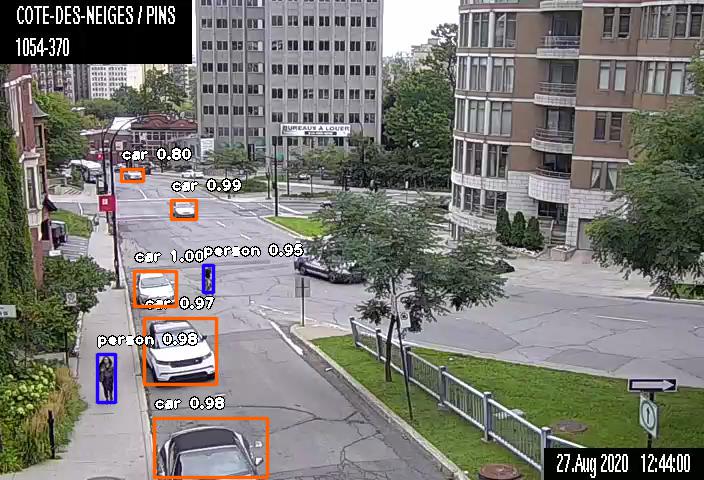 COTE-DES-NEIGES / PINS
1054-370
BUREAUX À LOUER
car 0.80
car 0.99
car 1.00
person 0.95
car 0.97
person 0.98
car 0.98
1
27.Aug 2020 12:44:00